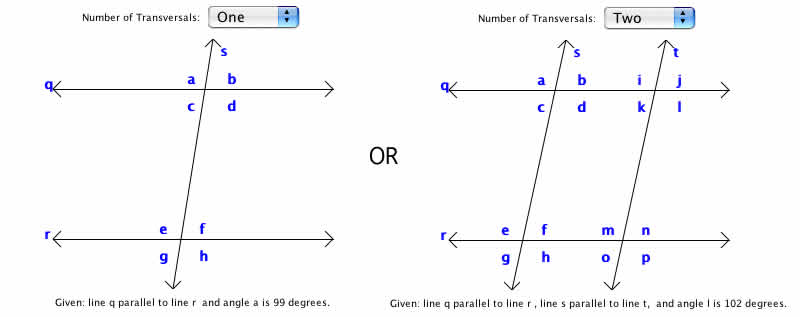 Number of Transversals: One
s
q a b
c d
r e f
g h
Given: line q parallel to line r and angle a is 99 degrees.
OR
Number of Transversals: Two
s t
q a b i j
c d k l
r e f m n
g h o p
Given: line q parallel to line r , line s parallel to line t, and angle l is 102 degrees.